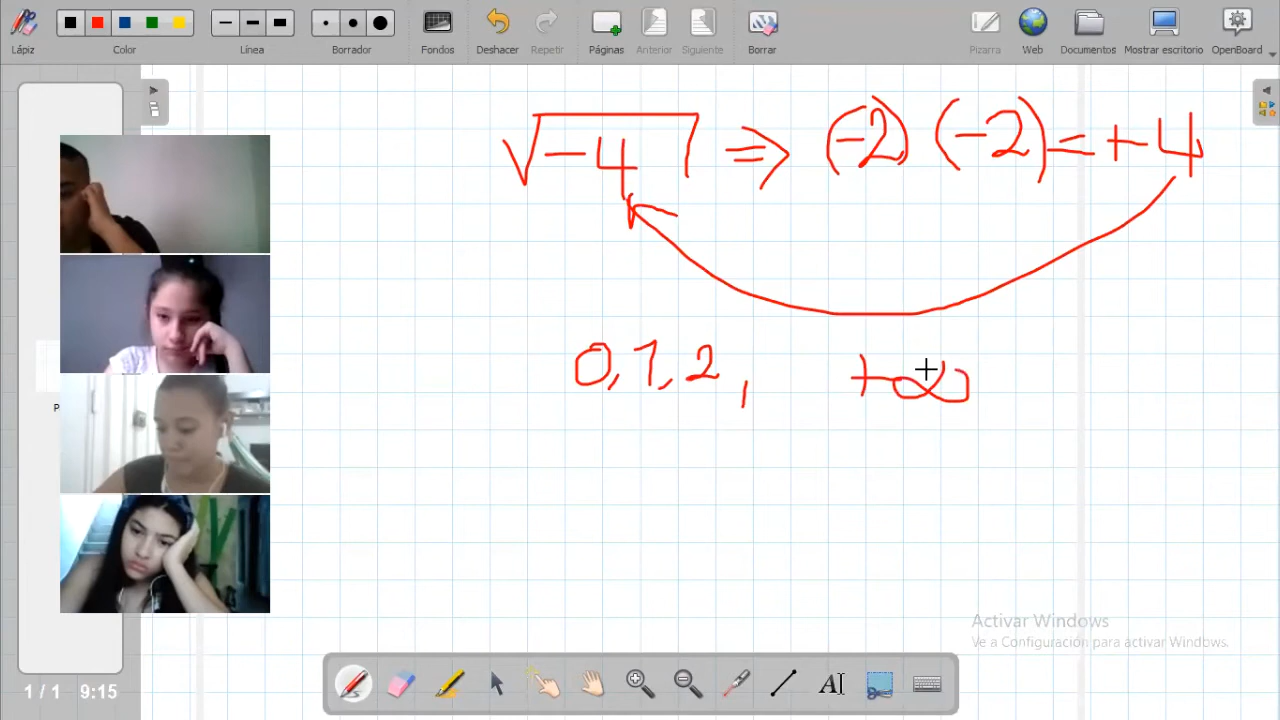 Lápiz Color Línea Borrador Fondos Deshacer Repetir Páginas Anterior Siguiente Borrar Pizarra Web Documentos Mostrar escritorio OpenBoard
√-4 ⇒ (-2) (-2) = +4
0, 1, 2, +∞
P
Activar Windows
Ve a Configuración para activar Windows.
AI
1 / 1 9:15